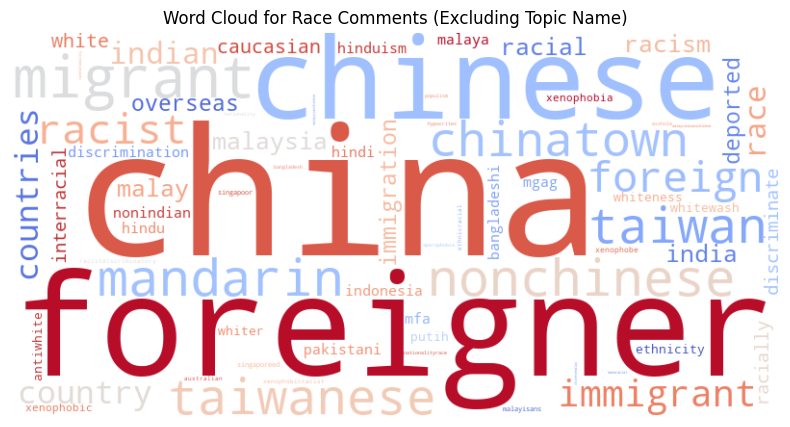 Word Cloud for Race Comments (Excluding Topic Name)
white
indian
caucasian
hinduism
malaya
racial
racism
migrant
chinese
overseas
xenophobia
deported
race
racist
malaysia
chinatown
countries
discrimination
hindi
china
foreign
interracial
malay
singapoor
immigration
bangladeshi
mgag
whiteness
nonindian
hindu
taiwan
whitewash
xenophobe
india
discriminate
mandarin
nonchinese
indonesia
foreigner
antiwhite
whiter
mfa
putih
pakistani
ethnicity
racially
country
australian
taiwanese
immigrant
xenophobic
malayisans